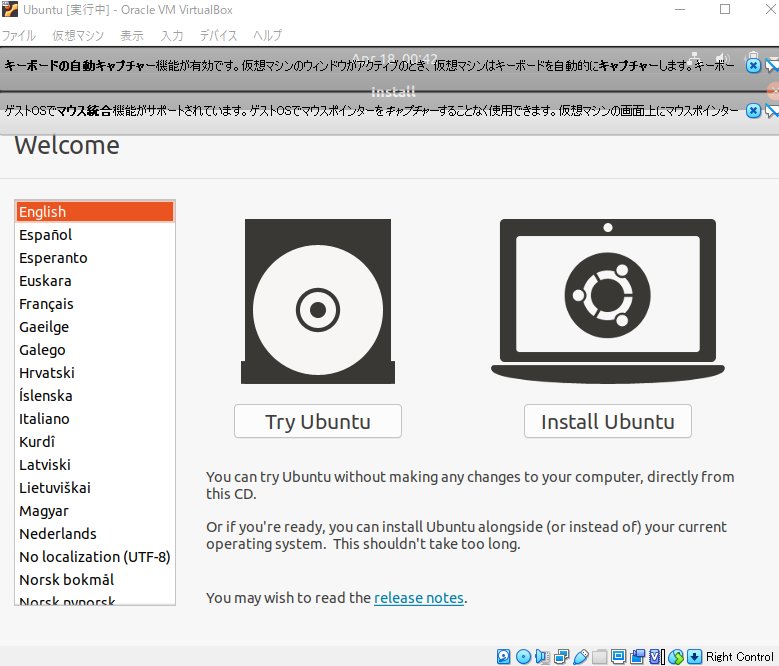 Ubuntu [実行中] - Oracle VM VirtualBox
ファイル 仮想マシン 表示 入力 デバイス ヘルプ
Apr 18 00:42
キーボードの自動キャプチャー機能が有効です。仮想マシンのウィンドウがアクティブのとき、仮想マシンはキーボードを自動的にキャプチャーします。キーボー
Install
ゲストOSでマウス統合機能がサポートされています。ゲストOSでマウスポインターをキャプチャーすることなく使用できます。仮想マシンの画面上にマウスポインター
Welcome
English
Español
Esperanto
Euskara
Français
Gaeilge
Galego
Hrvatski
Íslenska
Italiano
Kurdî
Latviski
Lietuviškai
Magyar
Nederlands
No localization (UTF-8)
Norsk bokmål
Norsk nynorsk
Try Ubuntu
Install Ubuntu
You can try Ubuntu without making any changes to your computer, directly from
this CD.
Or if you're ready, you can install Ubuntu alongside (or instead of) your current
operating system. This shouldn't take too long.
You may wish to read the release notes.
Right Control